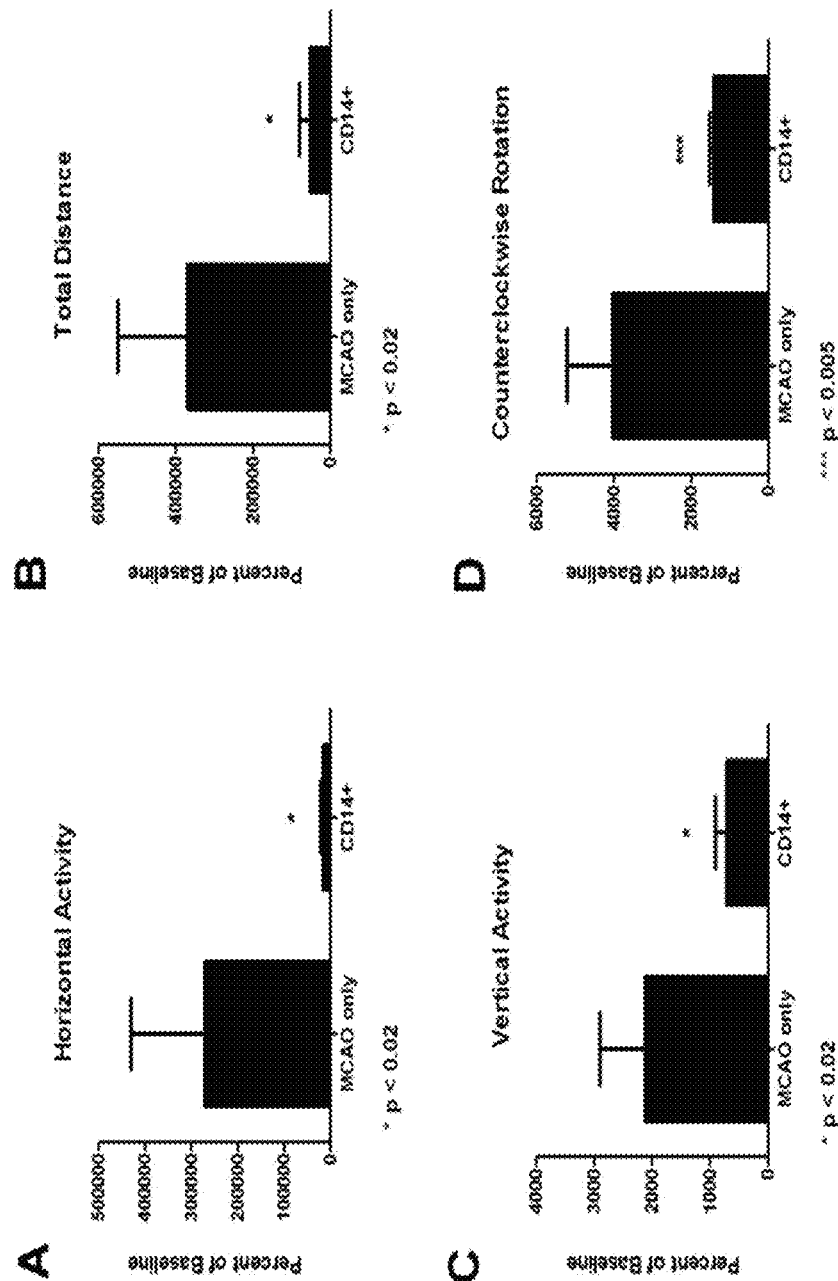 A
Horizontal Activity
Percent of Baseline
500000
400000
300000
200000
100000
0
*
MCAO only
CD14+
* p < 0.02
B
Total Distance
Percent of Baseline
600000
400000
200000
0
*
MCAO only
CD14+
* p < 0.02
C
Vertical Activity
Percent of Baseline
4000
3000
2000
1000
0
*
MCAO only
CD14+
* p < 0.02
D
Counterclockwise Rotation
Percent of Baseline
6000
4000
2000
0
***
MCAO only
CD14+
*** p < 0.005